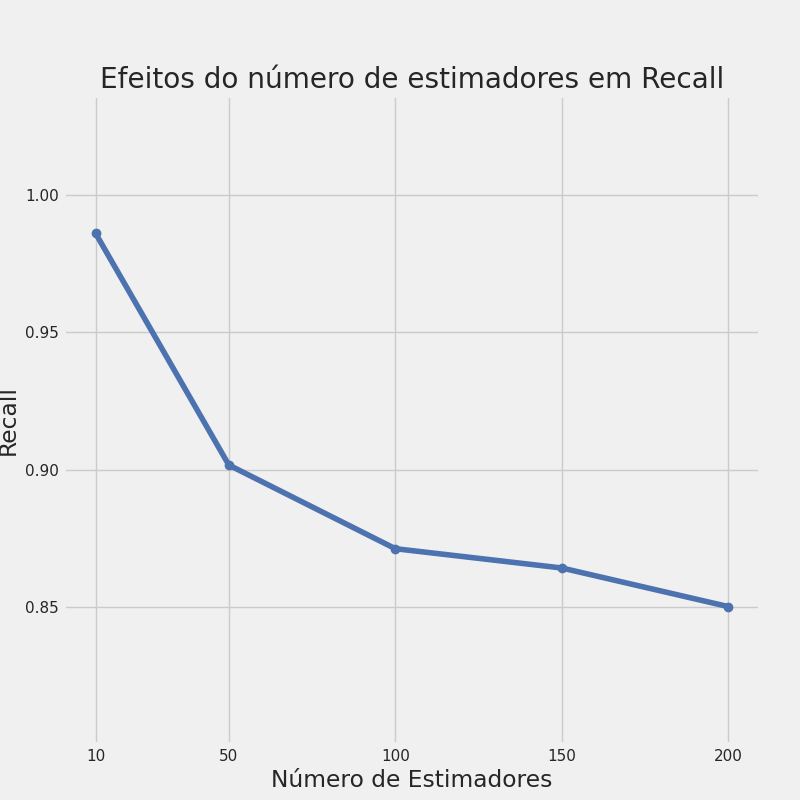 Efeitos do número de estimadores em Recall
1.00
0.95
0.90
0.85
Recall
10 50 100 150 200
Número de Estimadores